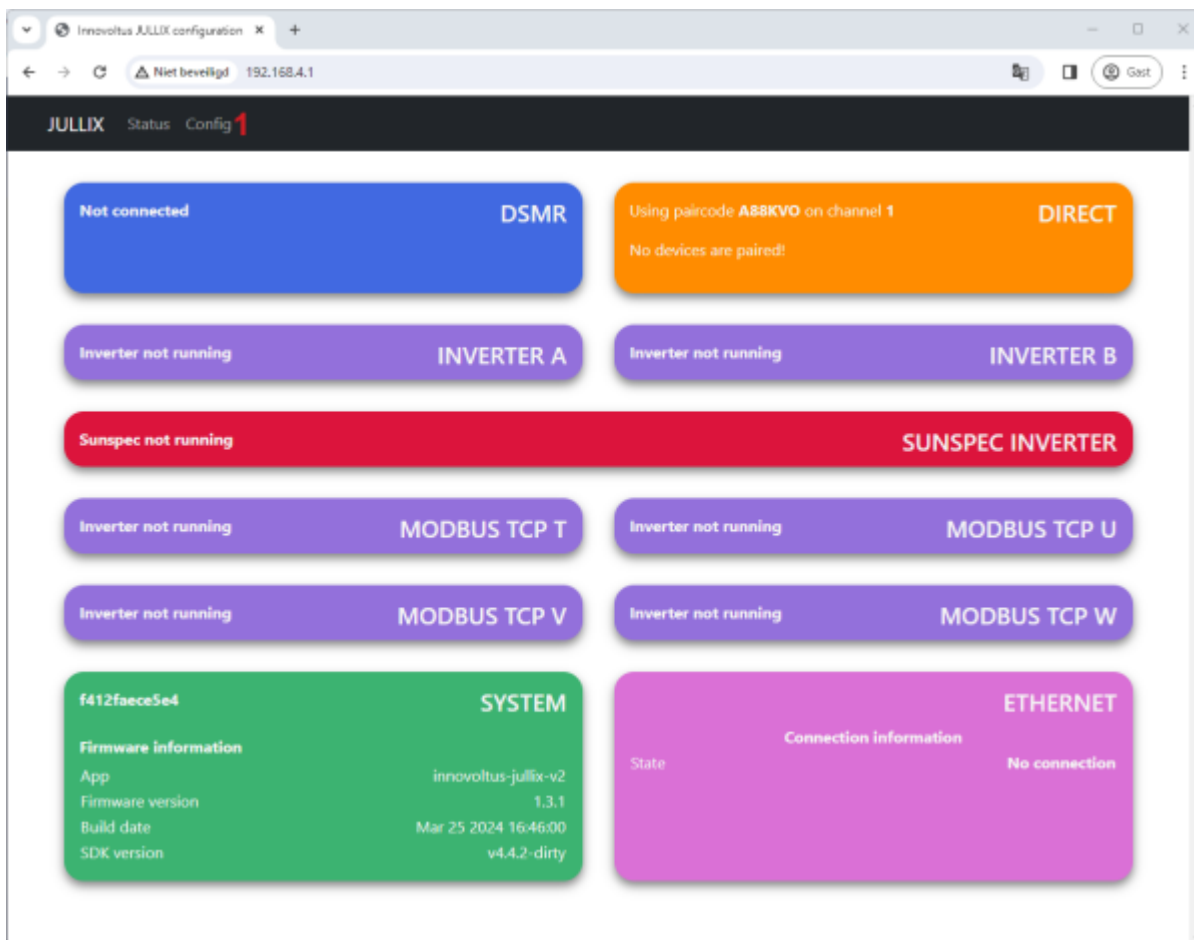 Innovoltus JULLIX configuration
Niet beveiligd 192.168.4.1 Gast
JULLIX Status Config 1
Not connected DSMR
Using paircode A88KVO on channel 1 DIRECT
No devices are paired!
Inverter not running INVERTER A
Inverter not running INVERTER B
Sunspec not running SUNSPEC INVERTER
Inverter not running MODBUS TCP T
Inverter not running MODBUS TCP U
Inverter not running MODBUS TCP V
Inverter not running MODBUS TCP W
f412faece5e4 SYSTEM
Firmware information
App innovoltus-jullix-v2
Firmware version 1.3.1
Build date Mar 25 2024 16:46:00
SDK version v4.4.2-dirty
ETHERNET
Connection information
State No connection